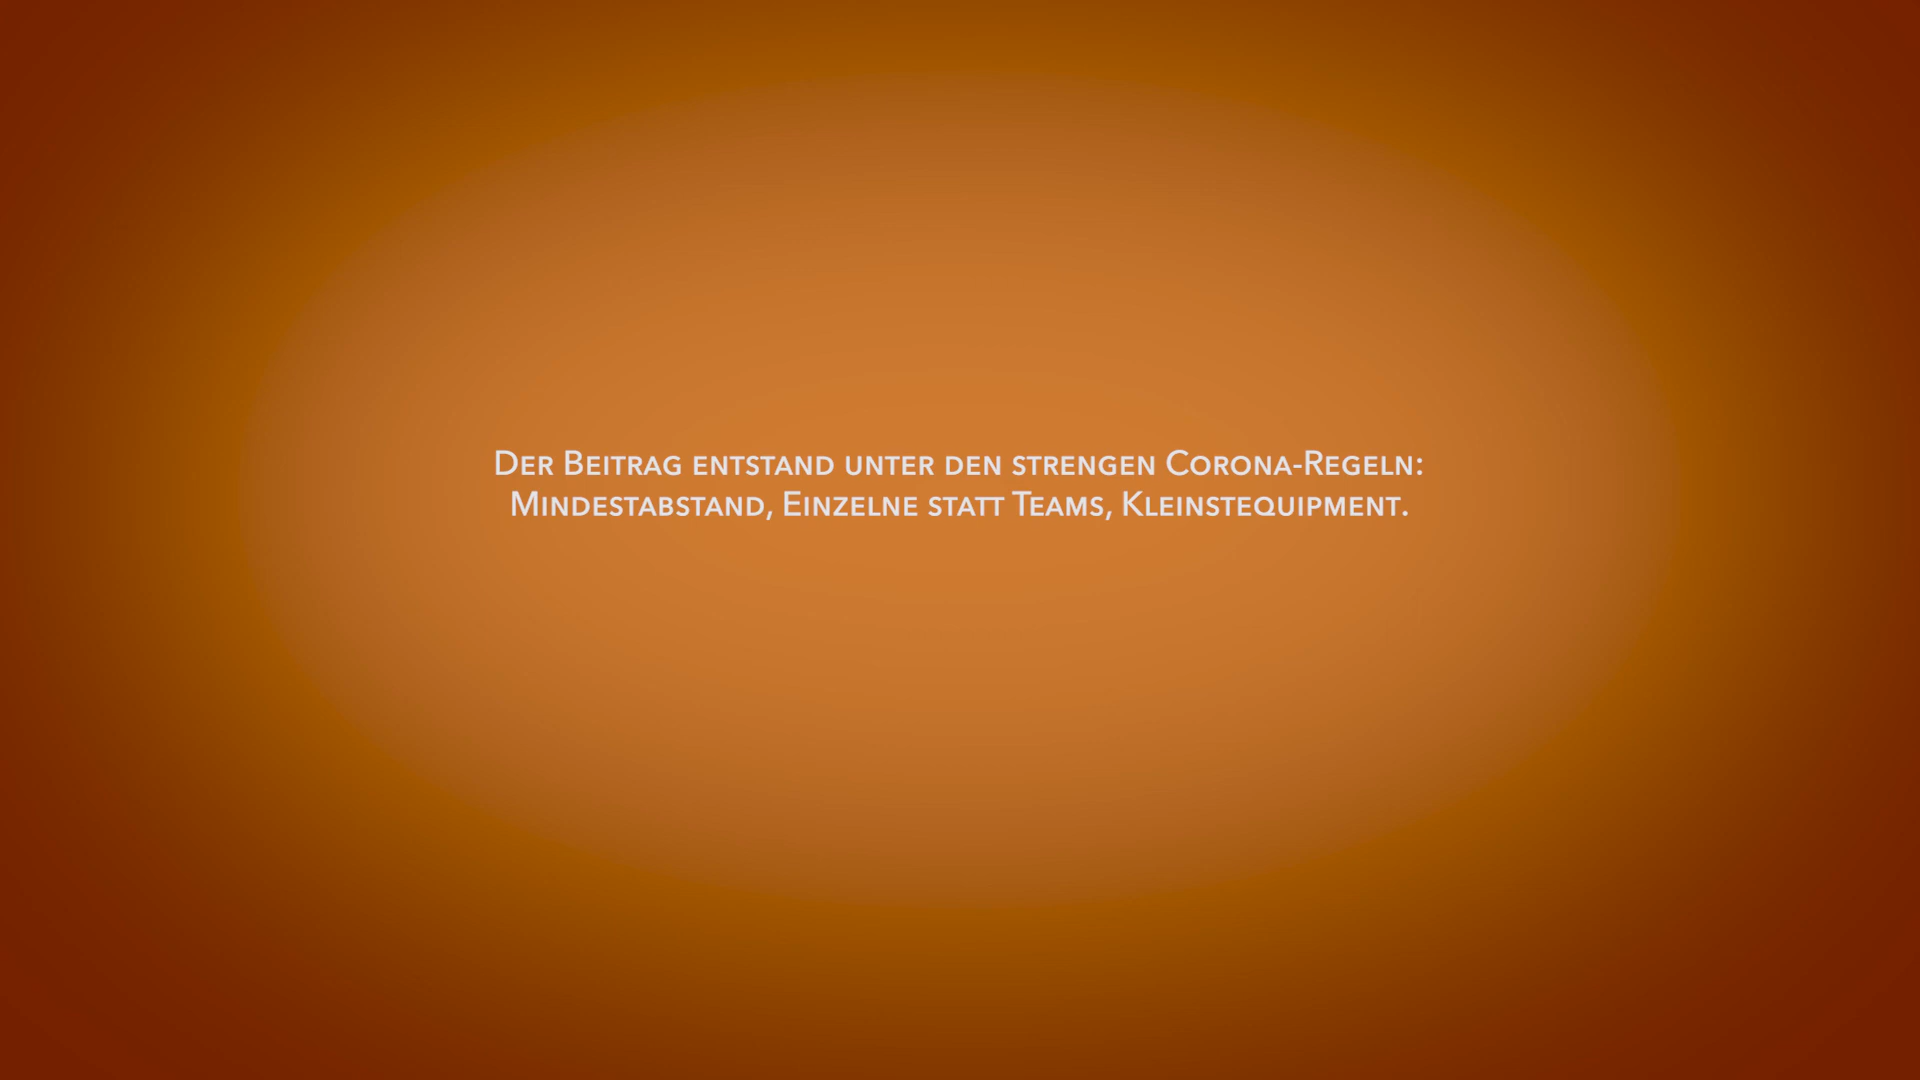 Der Beitrag entstand unter den strengen Corona-Regeln:
Mindestabstand, Einzelne statt Teams, Kleinstequipment.